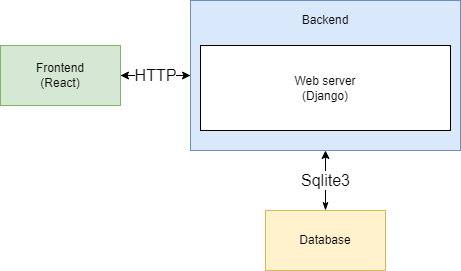 Backend
Frontend
(React)
HTTP
Web server
(Django)
Sqlite3
Database